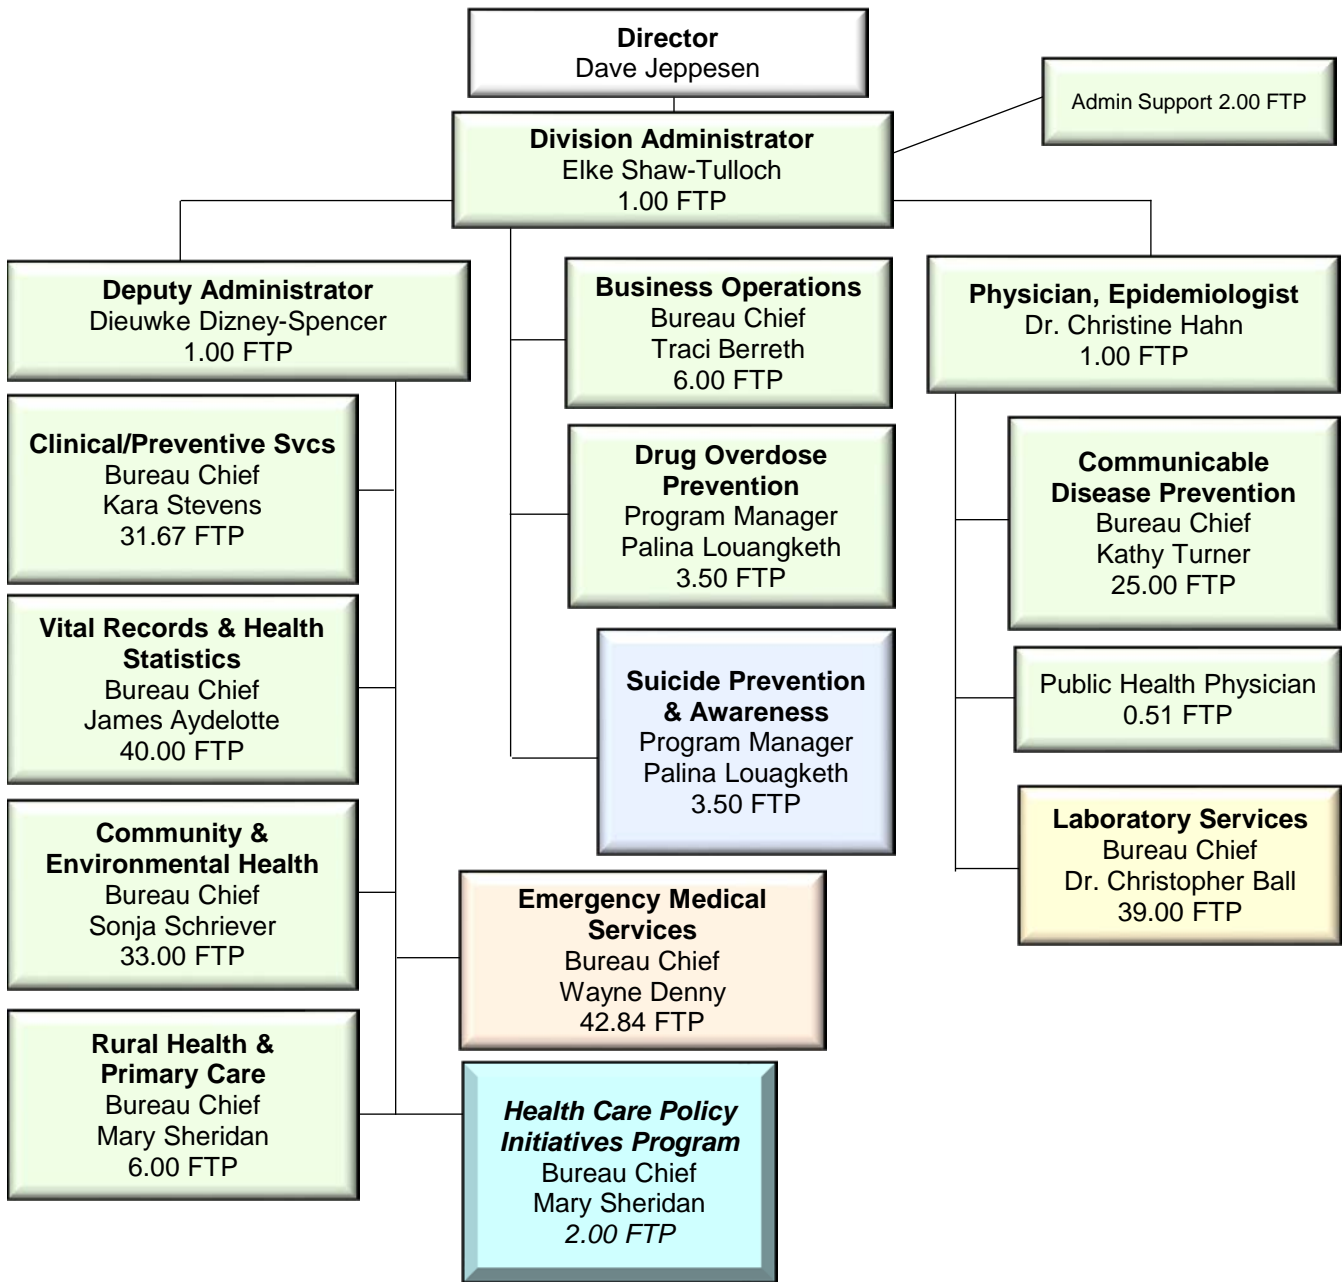 Director
Dave Jeppesen
Admin Support 2.00 FTP
Division Administrator
Elke Shaw-Tulloch
1.00 FTP
Deputy Administrator
Dieuwke Dizney-Spencer
1.00 FTP
Clinical/Preventive Svcs
Bureau Chief
Kara Stevens
31.67 FTP
Vital Records & Health
Statistics
Bureau Chief
James Aydelotte
40.00 FTP
Community &
Environmental Health
Bureau Chief
Sonja Schriever
33.00 FTP
Rural Health &
Primary Care
Bureau Chief
Mary Sheridan
6.00 FTP
Emergency Medical
Services
Bureau Chief
Wayne Denny
42.84 FTP
Health Care Policy
Initiatives Program
Bureau Chief
Mary Sheridan
2.00 FTP
Business Operations
Bureau Chief
Traci Berreth
6.00 FTP
Drug Overdose
Prevention
Program Manager
Palina Louangketh
3.50 FTP
Suicide Prevention
& Awareness
Program Manager
Palina Louagketh
3.50 FTP
Physician, Epidemiologist
Dr. Christine Hahn
1.00 FTP
Communicable
Disease Prevention
Bureau Chief
Kathy Turner
25.00 FTP
Public Health Physician
0.51 FTP
Laboratory Services
Bureau Chief
Dr. Christopher Ball
39.00 FTP